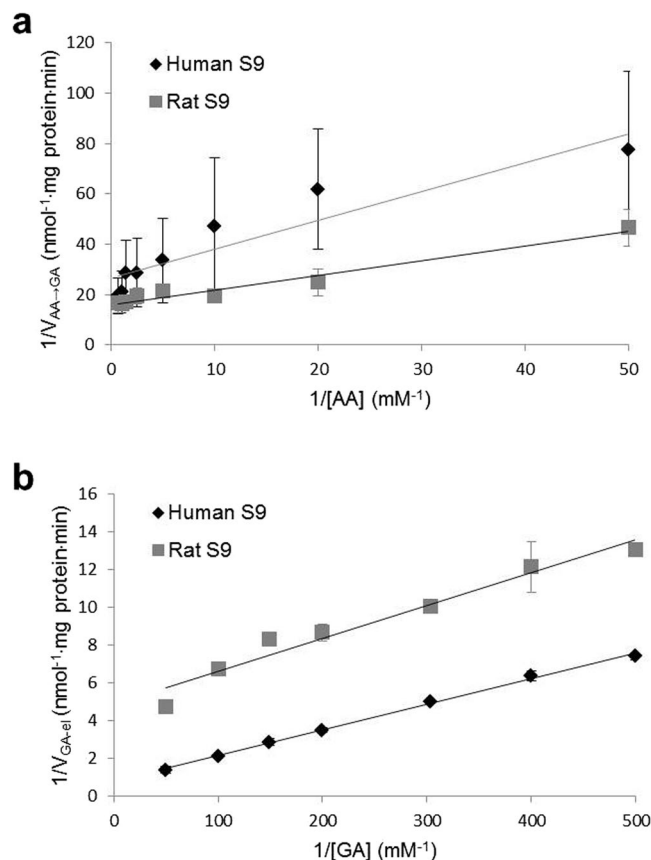 a
Human S9
Rat S9
120
100
80
60
40
20
0
1/V AA→GA (nmol⁻¹·mg protein·min)
0
10
20
30
40
50
1/[AA] (mM⁻¹)
b
Human S9
Rat S9
16
14
12
10
8
6
4
2
0
1/V GA-el (nmol⁻¹·mg protein·min)
0
100
200
300
400
500
1/[GA] (mM⁻¹)